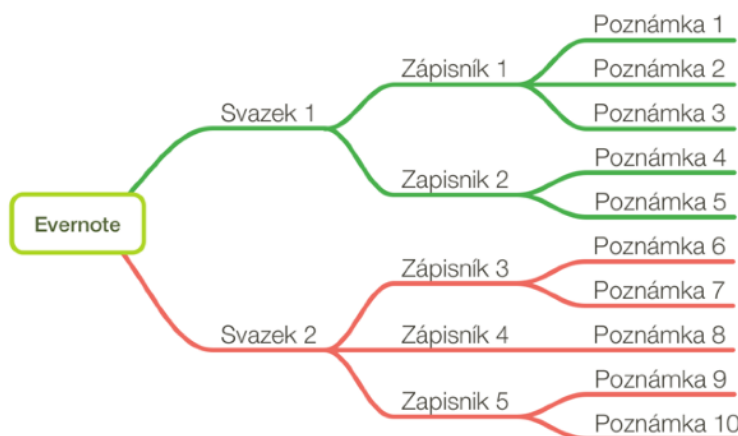 Evernote
Svazek 1
Zápisník 1
Poznámka 1
Poznámka 2
Poznámka 3
Zapisnik 2
Poznámka 4
Poznámka 5
Svazek 2
Zápisník 3
Poznámka 6
Poznámka 7
Zápisník 4
Poznámka 8
Zapisnik 5
Poznámka 9
Poznámka 10